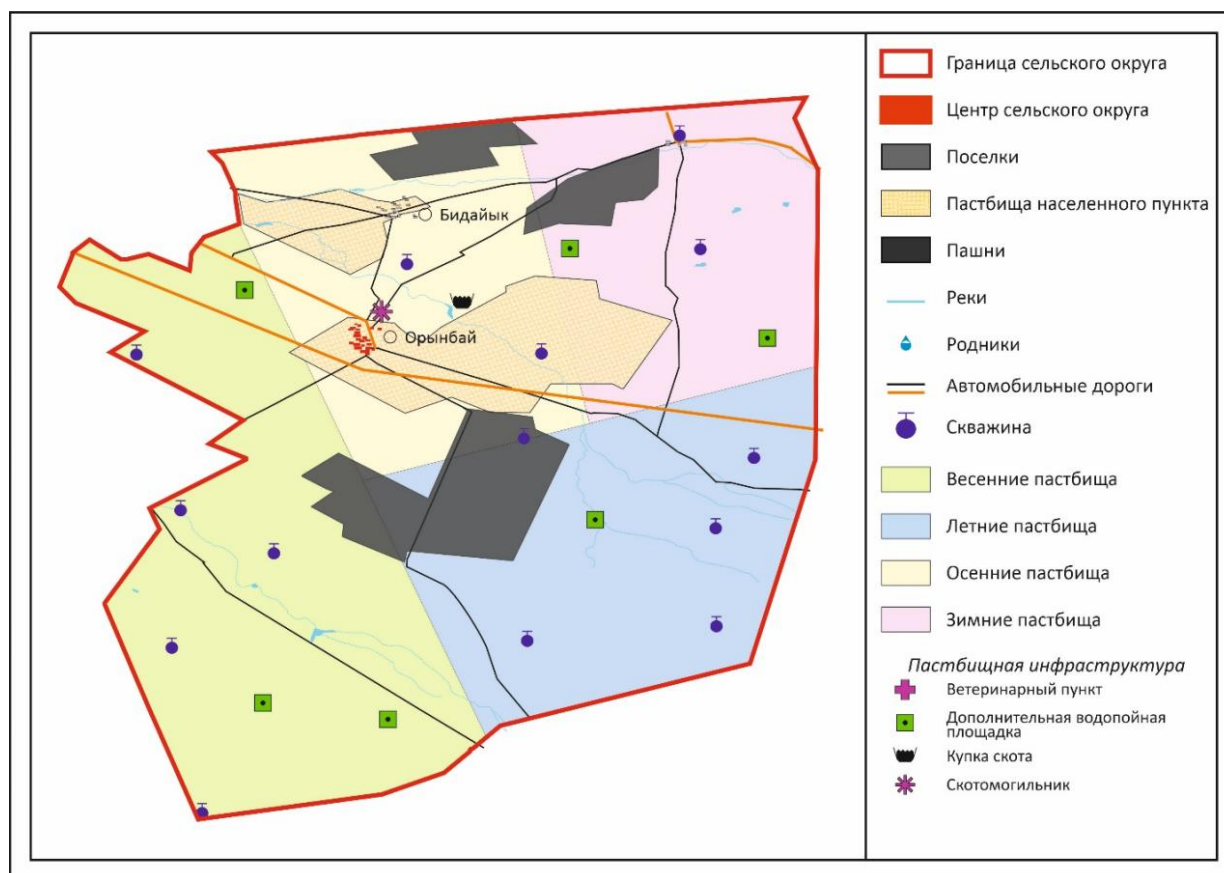 Бидайык
Орынбай
Граница сельского округа
Центр сельского округа
Поселки
Пастбища населенного пункта
Пашни
Реки
Родники
Автомобильные дороги
Скважина
Весенние пастбища
Летние пастбища
Осенние пастбища
Зимние пастбища
Пастбищная инфраструктура
Ветеринарный пункт
Дополнительная водопойная
площадка
Купка скота
Скотомогильник